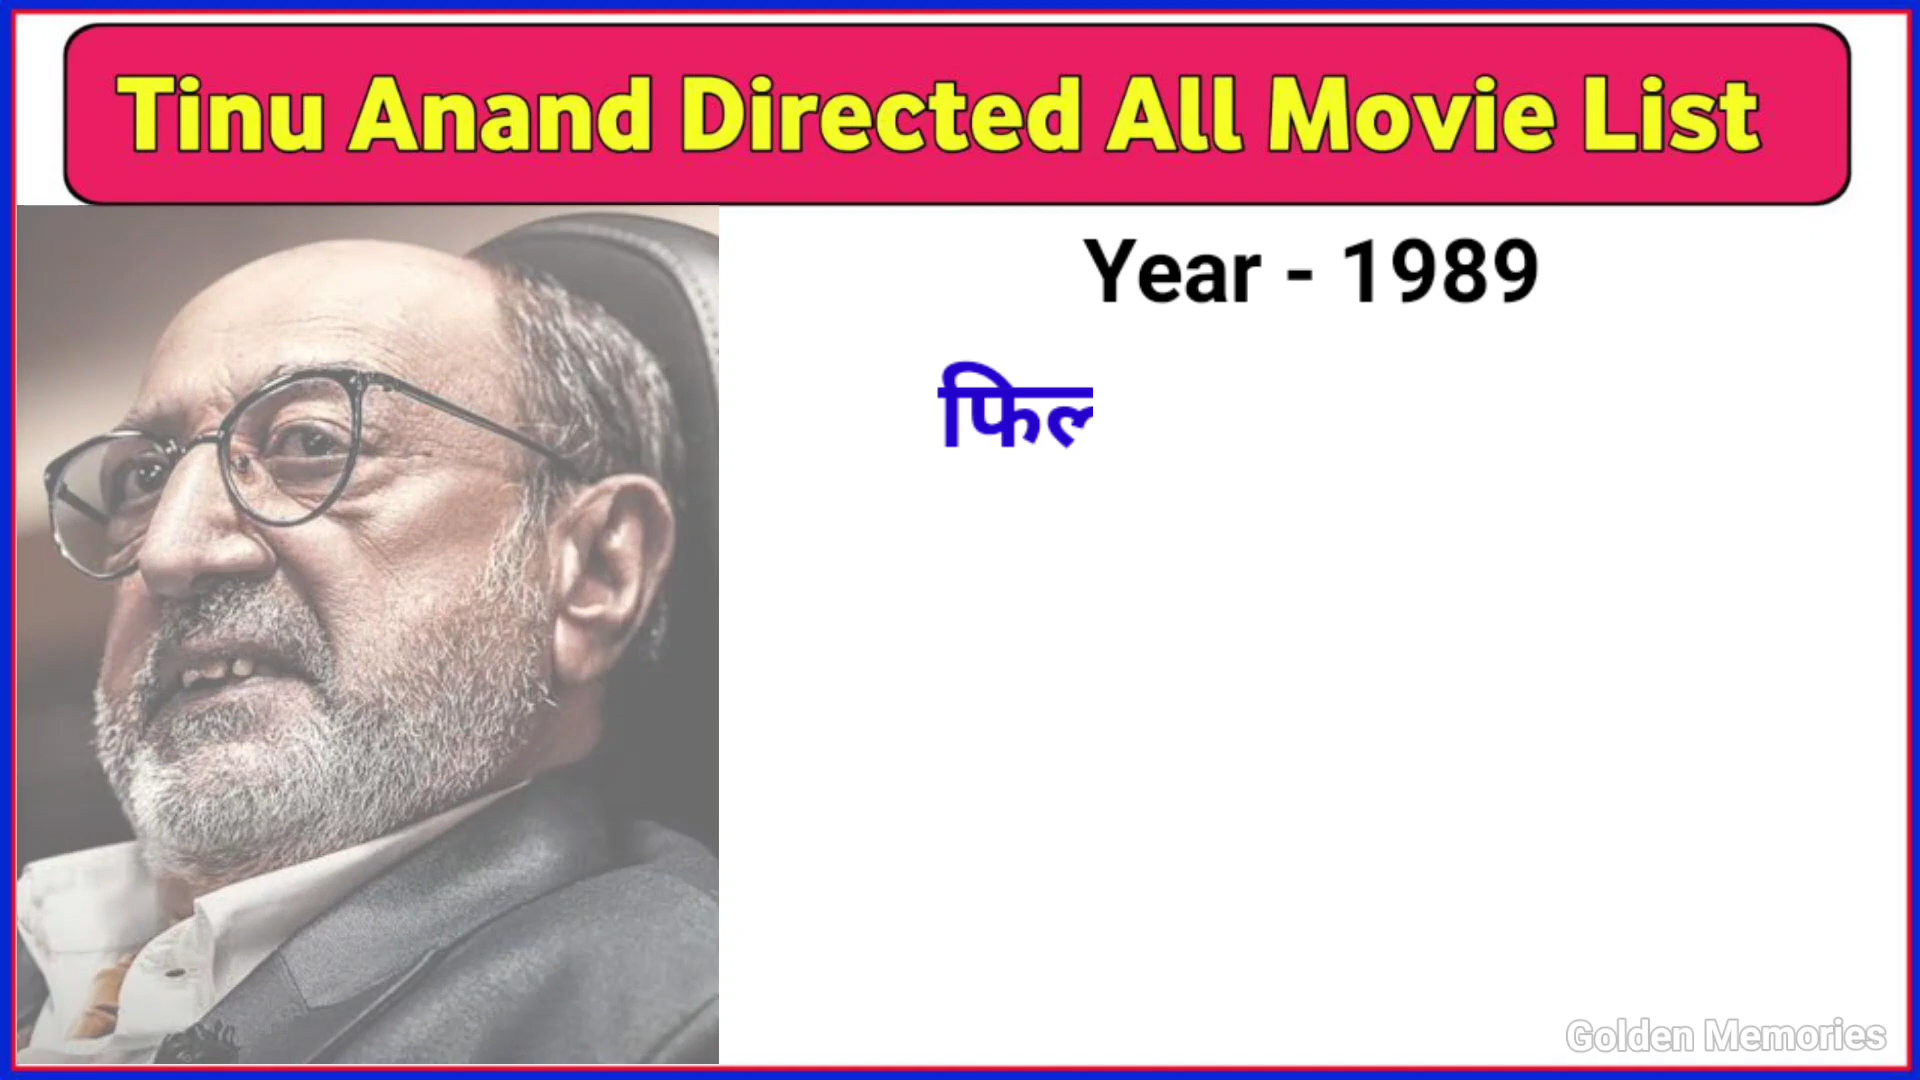 Tinu Anand Directed All Movie List
Year - 1989
फिल
Golden Memories